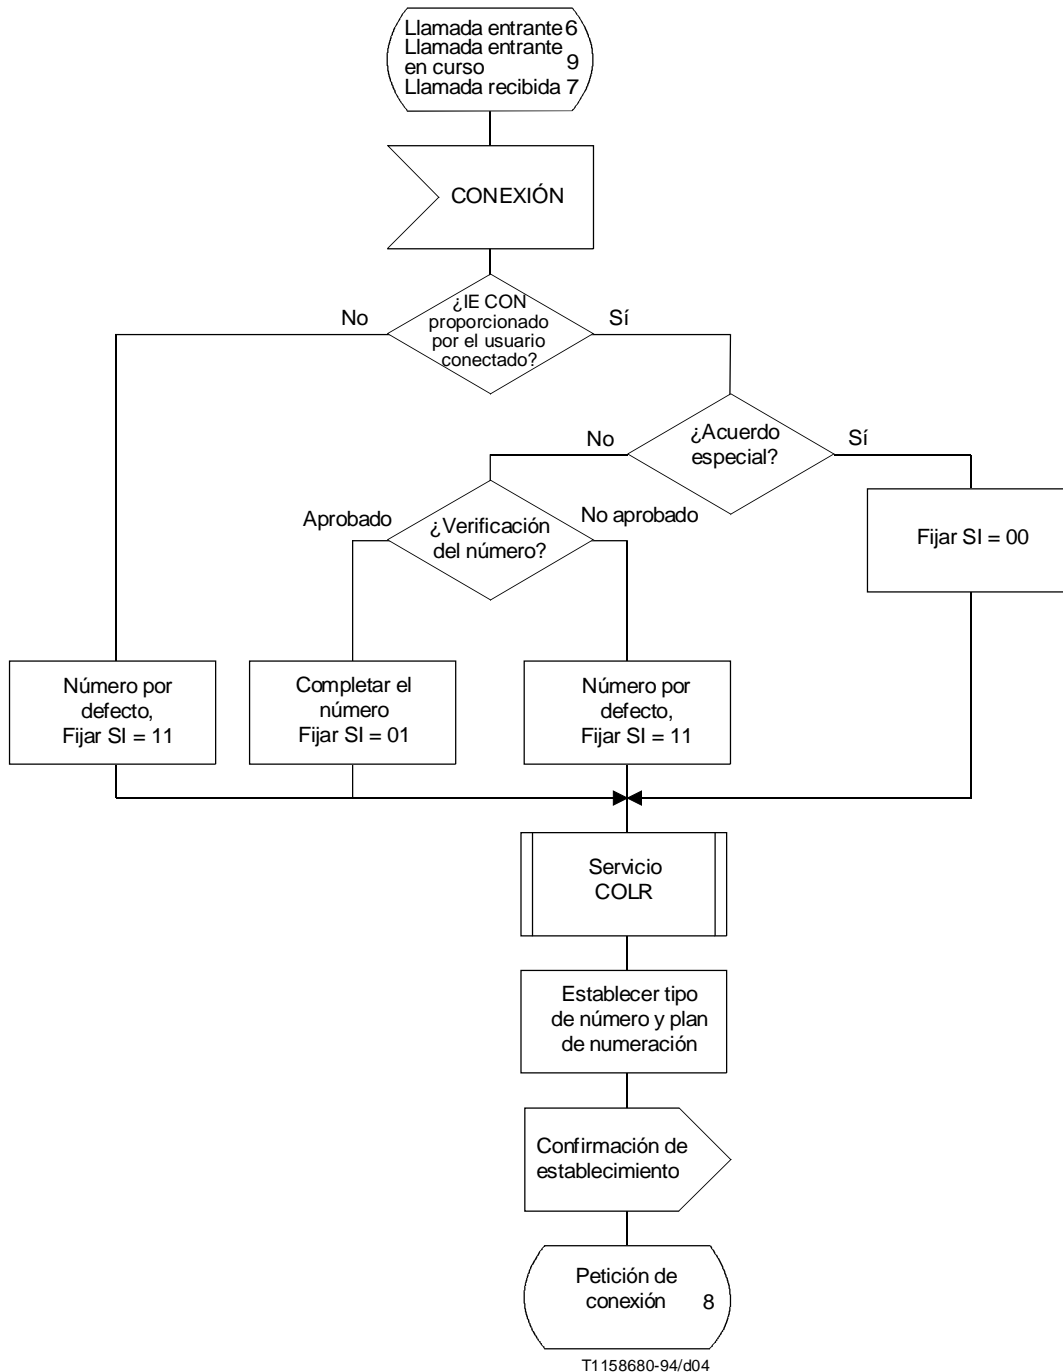 Llamada entrante 6
Llamada entrante
en curso 9
Llamada recibida 7
CONEXIÓN
¿IE CON
proporcionado
por el usuario
conectado?
No
Sí
¿Acuerdo
especial?
No
Sí
¿Verificación
del número?
Aprobado
No aprobado
Fijar SI = 00
Número por
defecto,
Fijar SI = 11
Completar el
número
Fijar SI = 01
Número por
defecto,
Fijar SI = 11
Servicio
COLR
Establecer tipo
de número y plan
de numeración
Confirmación de
establecimiento
Petición de
conexión 8
T1158680-94/d04